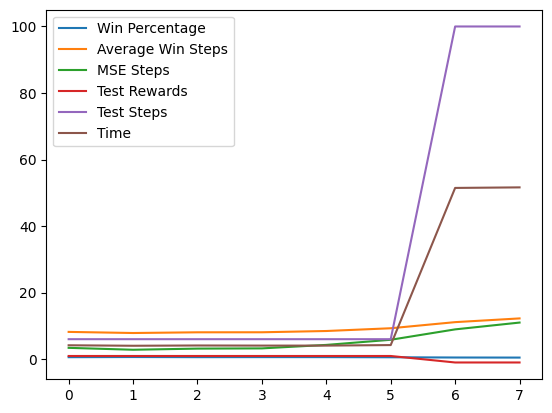 100
80
60
40
20
0
Win Percentage
Average Win Steps
MSE Steps
Test Rewards
Test Steps
Time
0 1 2 3 4 5 6 7